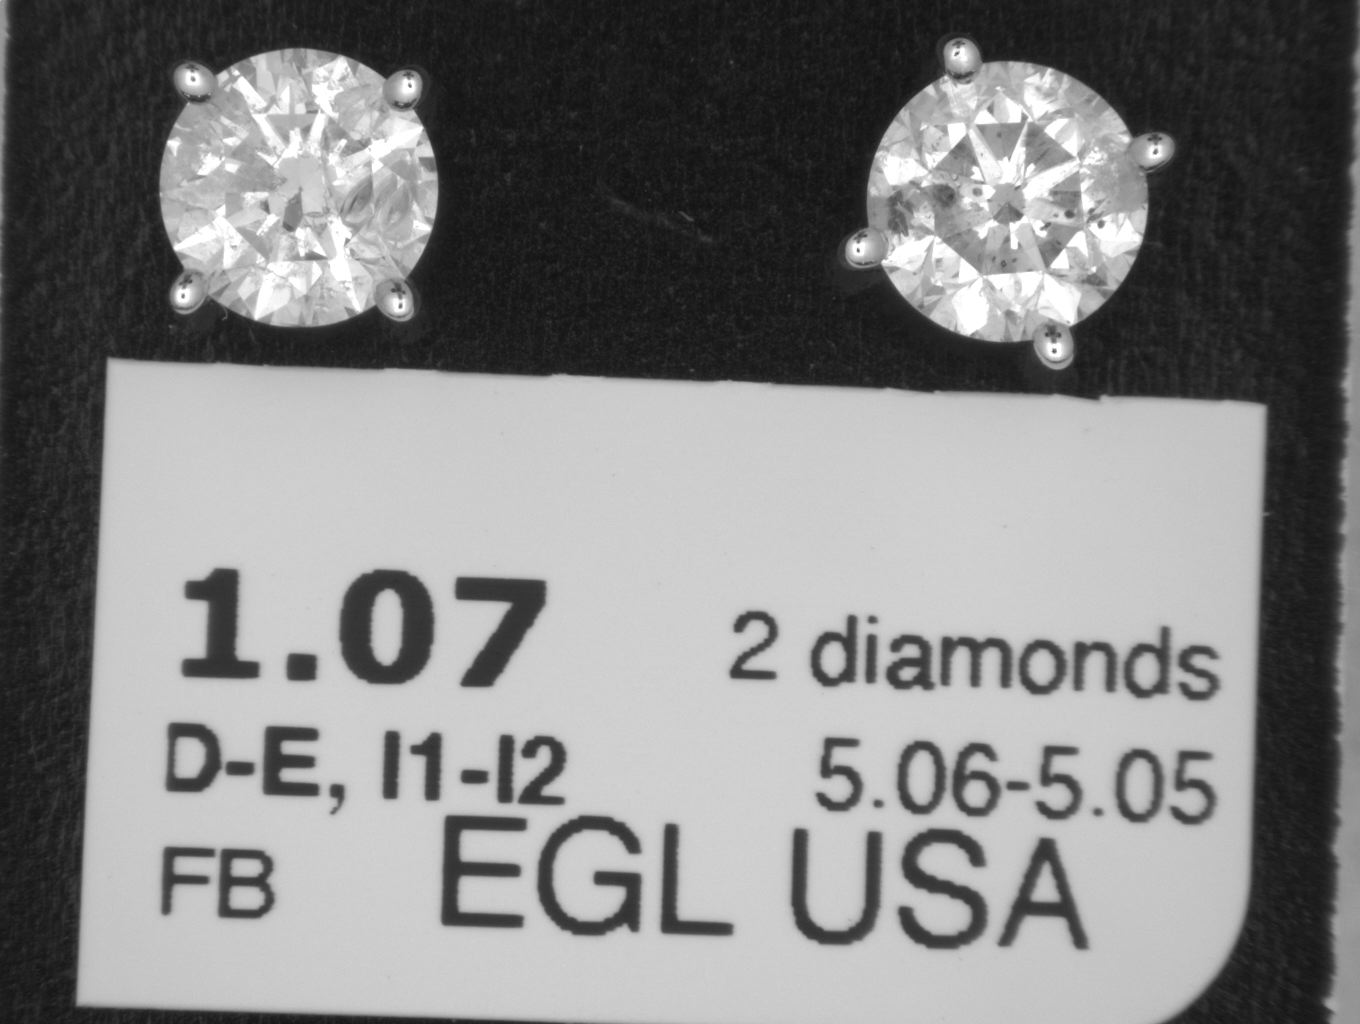 1.07 2 diamonds
D-E, I1-I2 5.06-5.05
FB EGL USA